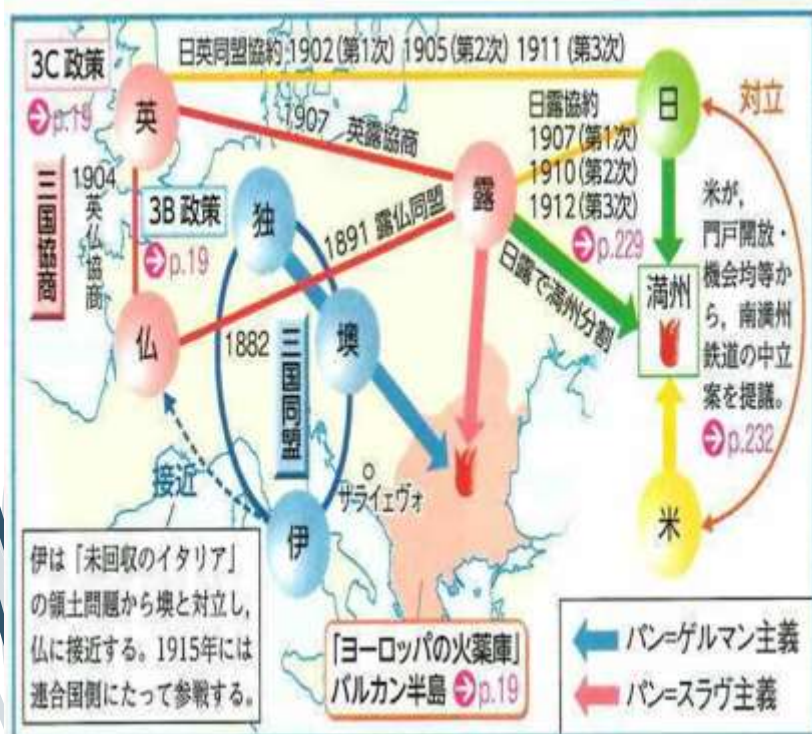 3C政策
➔p.19
日英同盟協約 1902(第1次) 1905(第2次) 1911(第3次)
英
日
対立
1907 英露協商
日露協約
1907(第1次)
1910(第2次)
1912(第3次)
➔p.229
三国協商
1904
英仏協商
3B政策
➔p.19
独
1891 露仏同盟
露
日露で満州分割
満州
米が,
門戸開放・
機会均等か
ら,南満州
鉄道の中立
案を提議。
➔p.232
仏
1882
三国同盟
墺
接近
サライェヴォ
伊
米
伊は「未回収のイタリア」
の領土問題から墺と対立し,
仏に接近する。1915年には
連合国側にたって参戦する。
「ヨーロッパの火薬庫」
バルカン半島 ➔p.19
パン=ゲルマン主義
パン=スラヴ主義